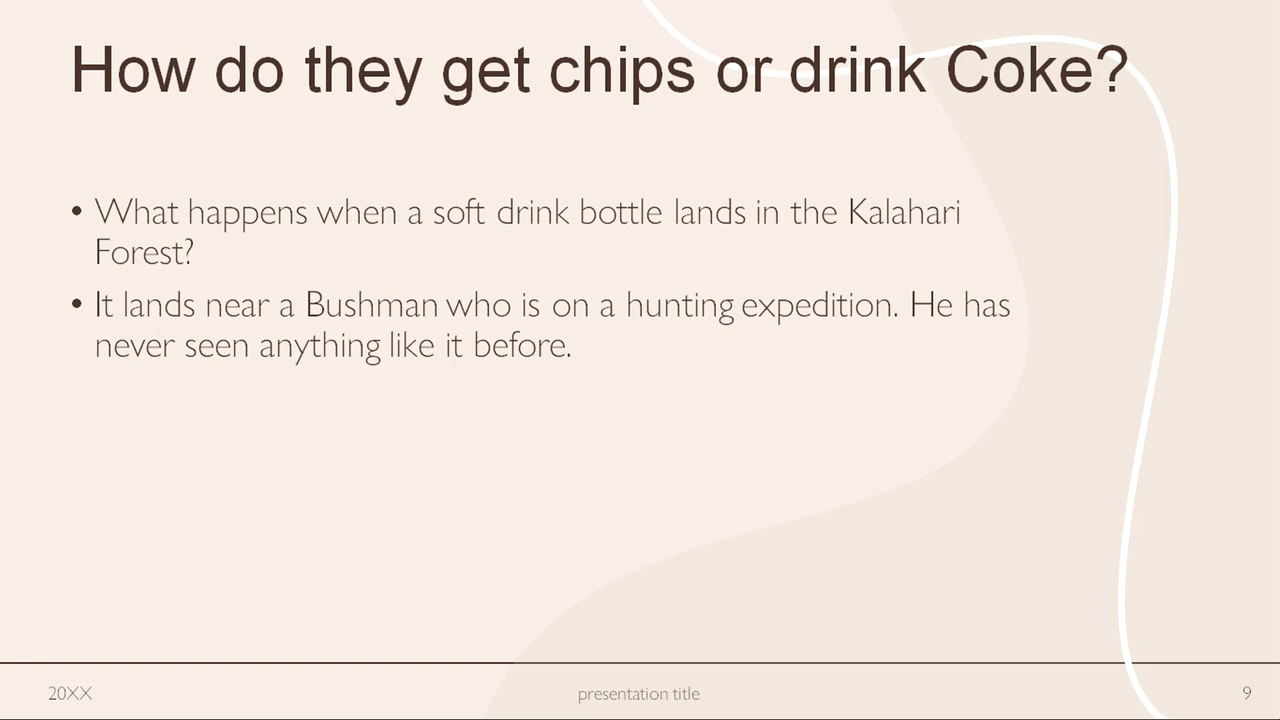 How do they get chips or drink Coke?
• What happens when a soft drink bottle lands in the Kalahari
Forest?
• It lands near a Bushman who is on a hunting expedition. He has
never seen anything like it before.
20XX
presentation title
9